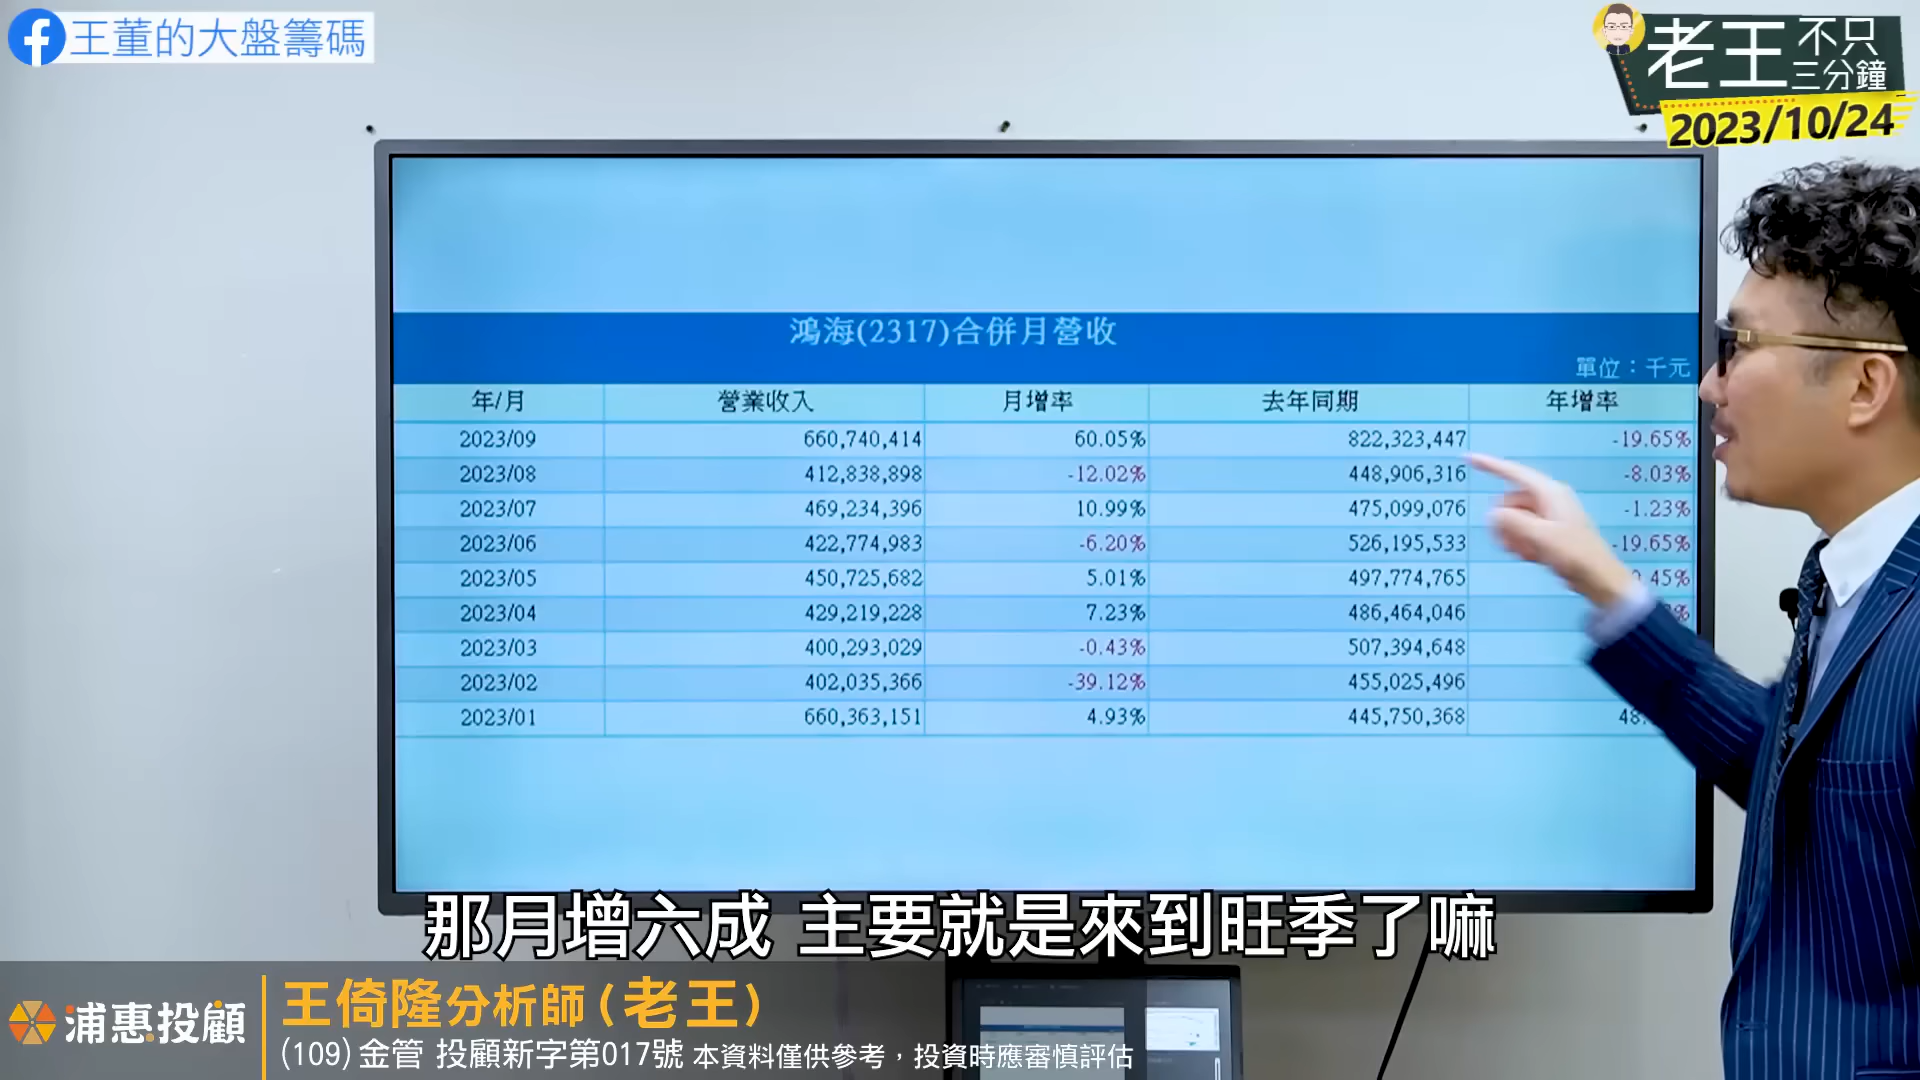 王董的大盤籌碼
老王不只三分鐘
2023/10/24
鴻海(2317)合併月營收
單位：千元
年/月 營業收入 月增率 去年同期 年增率
2023/09 660,740,414 60.05% 822,323,447 -19.65%
2023/08 412,838,898 -12.02% 448,906,316 -8.03%
2023/07 469,234,396 10.99% 475,099,076 -1.23%
2023/06 422,774,983 -6.20% 526,195,533 -19.65%
2023/05 450,725,682 5.01% 497,774,765 .45%
2023/04 429,219,228 7.23% 486,464,046
2023/03 400,293,029 -0.43% 507,394,648
2023/02 402,035,366 -39.12% 455,025,496
2023/01 660,363,151 4.93% 445,750,368 48.
那月增六成 主要就是來到旺季了嘛
浦惠投顧
王倚隆分析師(老王)
(109)金管 投顧新字第017號 本資料僅供參考，投資時應審慎評估